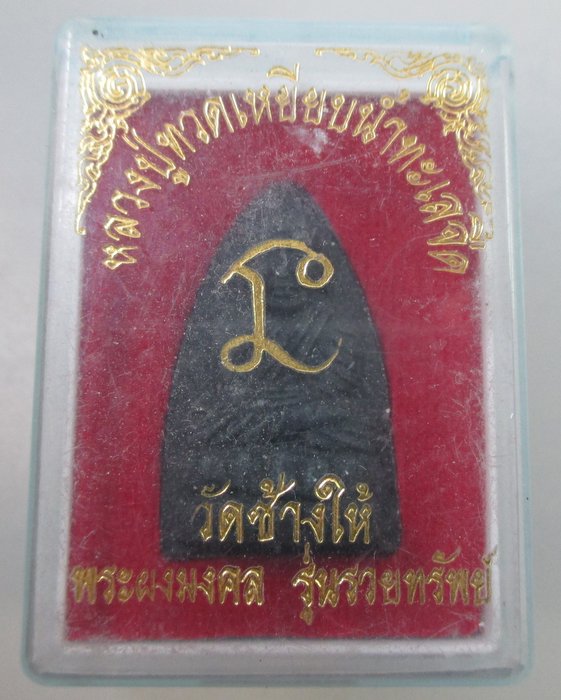 หลวงปู่ทวดเหยียบน้ำทะเลจืด
วัดช้างให้
พระผงมงคล รุ่นรวยทรัพย์